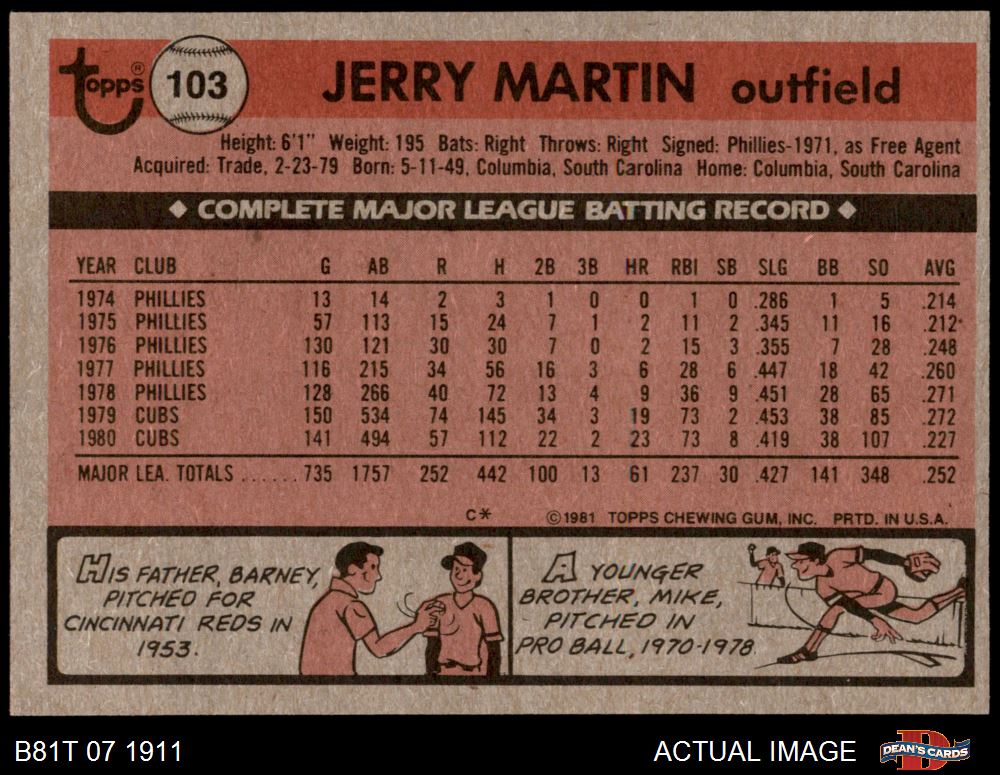 topps® 103 JERRY MARTIN outfield
Height: 6'1" Weight: 195 Bats: Right Throws: Right Signed: Phillies-1971, as Free Agent
Acquired: Trade, 2-23-79 Born: 5-11-49, Columbia, South Carolina Home: Columbia, South Carolina
◆ COMPLETE MAJOR LEAGUE BATTING RECORD ◆
YEAR CLUB G AB R H 2B 3B HR RBI SB SLG BB SO AVG
1974 PHILLIES 13 14 2 3 1 0 0 1 0 .286 1 5 .214
1975 PHILLIES 57 113 15 24 7 1 2 11 2 .345 11 16 .212
1976 PHILLIES 130 121 30 30 7 0 2 15 3 .355 7 28 .248
1977 PHILLIES 116 215 34 56 16 3 6 28 6 .447 18 42 .260
1978 PHILLIES 128 266 40 72 13 4 9 36 9 .451 28 65 .271
1979 CUBS 150 534 74 145 34 3 19 73 2 .453 38 85 .272
1980 CUBS 141 494 57 112 22 2 23 73 8 .419 38 107 .227
MAJOR LEA. TOTALS ...... 735 1757 252 442 100 13 61 237 30 .427 141 348 .252
C* ©1981 TOPPS CHEWING GUM, INC. PRTD. IN U.S.A.
HIS FATHER, BARNEY,
PITCHED FOR
CINCINNATI REDS IN
1953.
A YOUNGER
BROTHER, MIKE,
PITCHED IN
PRO BALL, 1970-1978.
B81T 07 1911 ACTUAL IMAGE DEAN'S CARDS